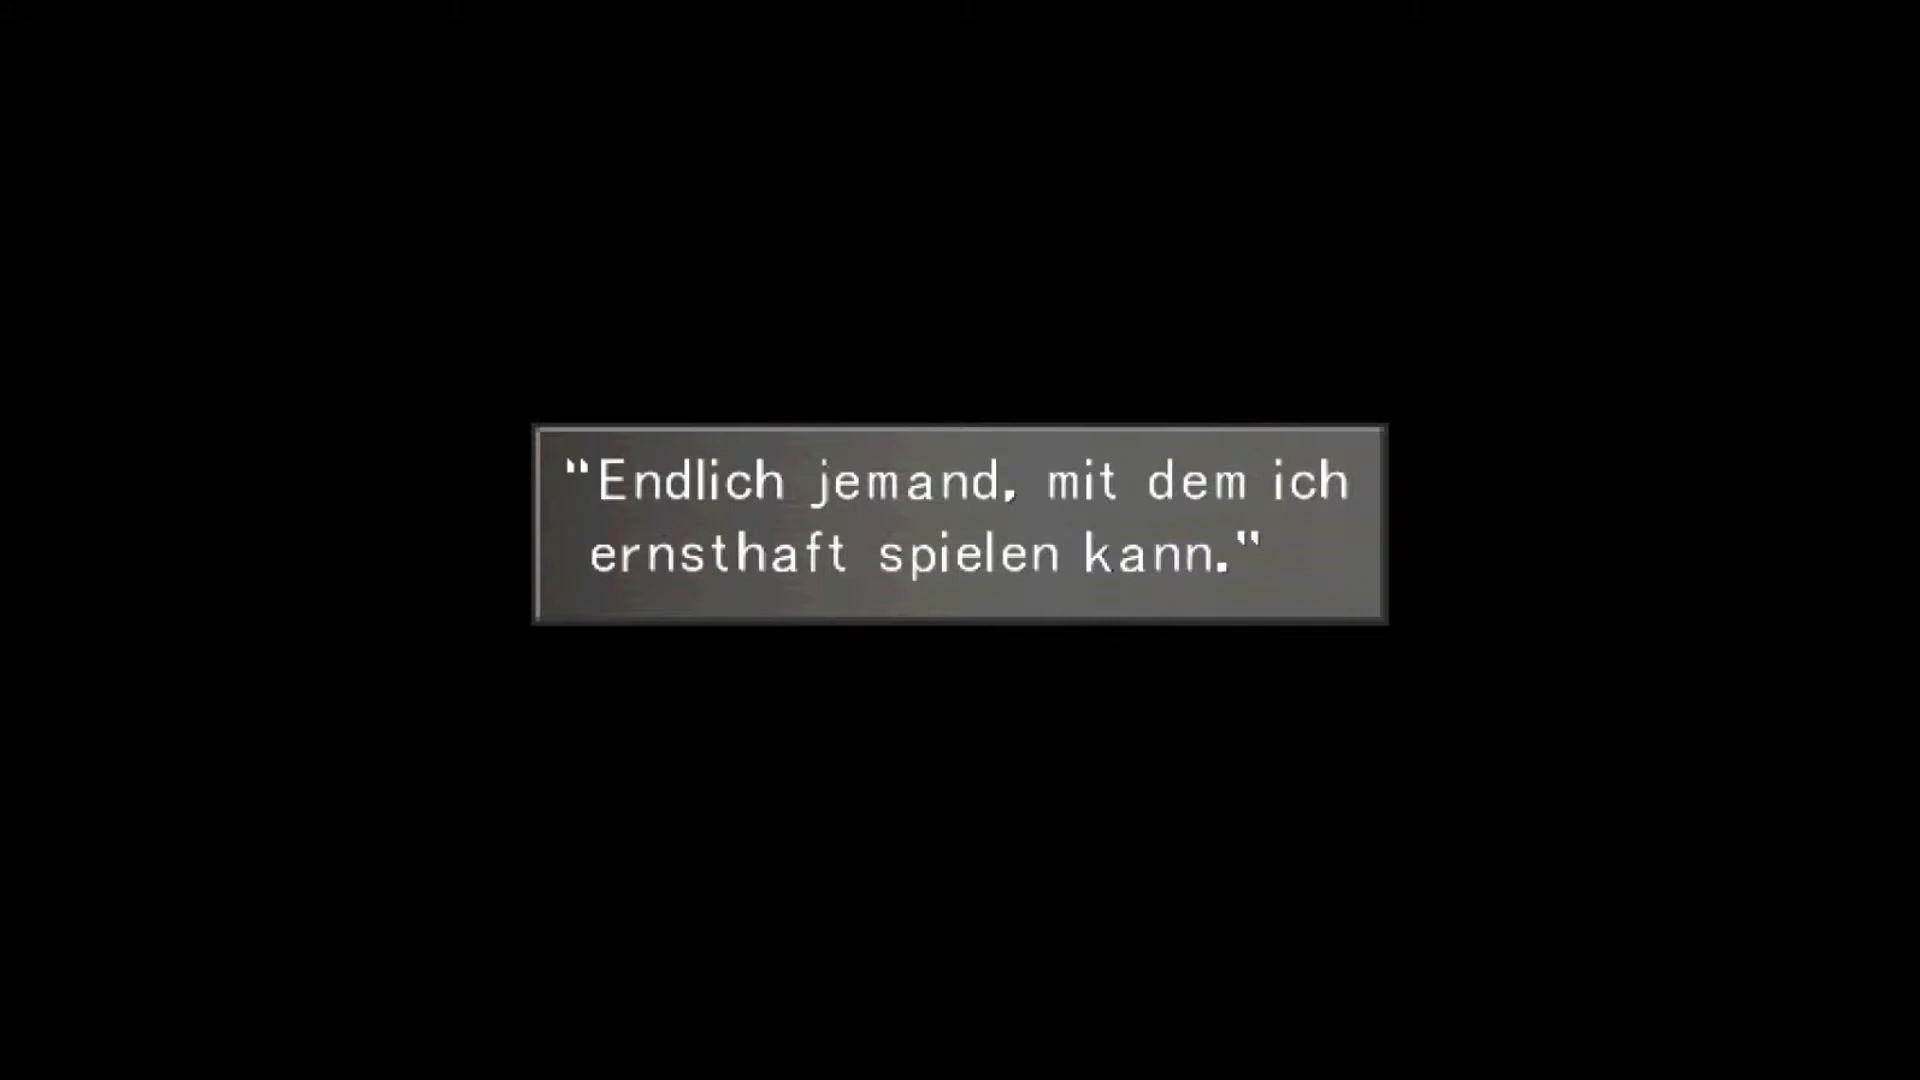 "Endlich jemand, mit dem ich
ernsthaft spielen kann."